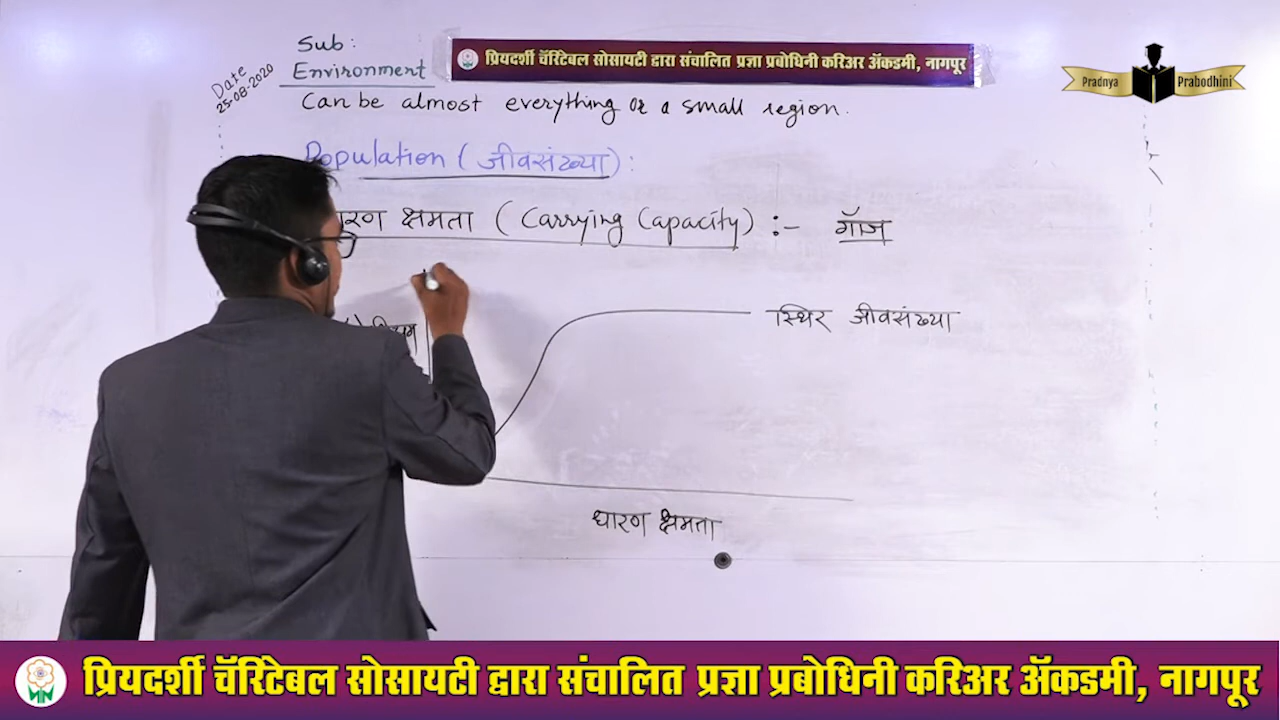 Sub:
Environment
Date
25-08-2020
प्रियदर्शी चॅरिटेबल सोसायटी द्वारा संचालित प्रज्ञा प्रबोधिनी करिअर ॲकडमी, नागपूर
Pradnya Prabodhini
Can be almost everything or a small region.
Population (जीवसंख्या):
धारण क्षमता (Carrying Capacity) :- गॉज
स्थिर जीवसंख्या
धारण क्षमता
प्रियदर्शी चॅरिटेबल सोसायटी द्वारा संचालित प्रज्ञा प्रबोधिनी करिअर ॲकडमी, नागपूर